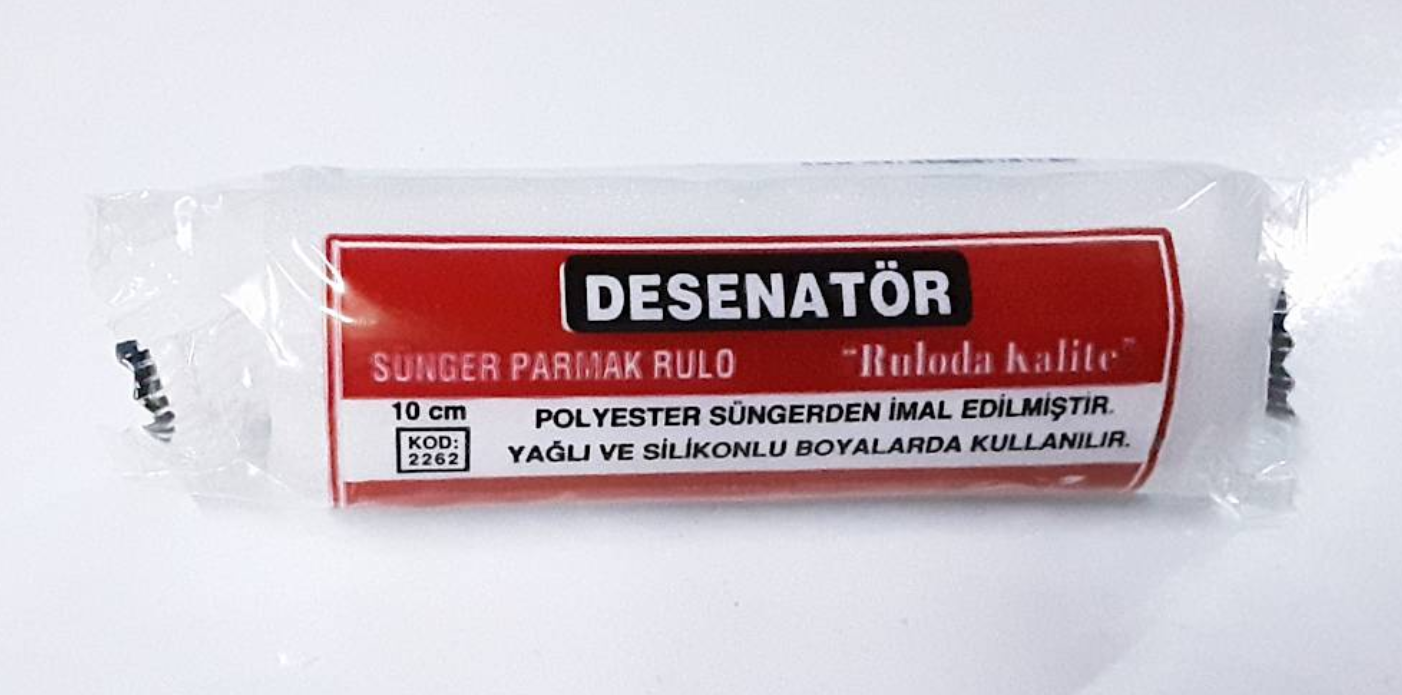 DESENATÖR
SÜNGER PARMAK RULO "Ruloda Kalite"
10 cm POLYESTER SÜNGERDEN İMAL EDİLMİŞTİR.
KOD: YAĞLI VE SİLİKONLU BOYALARDA KULLANILIR.
2262